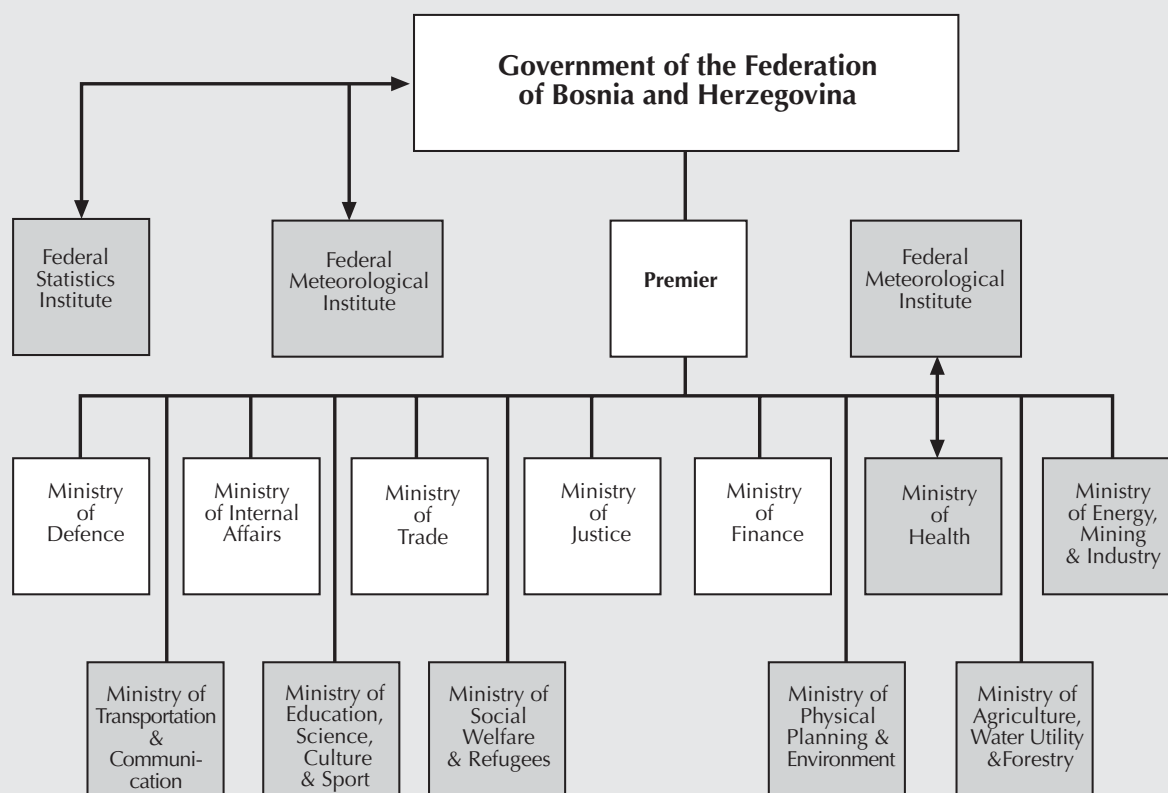 Government of the Federation
of Bosnia and Herzegovina
Federal
Statistics
Institute
Federal
Meteorological
Institute
Premier
Federal
Meteorological
Institute
Ministry
of
Defence
Ministry
of Internal
Affairs
Ministry
of
Trade
Ministry
of
Justice
Ministry
of
Finance
Ministry
of
Health
Ministry
of Energy,
Mining
& Industry
Ministry of
Transportation
&
Communi-
cation
Ministry of
Education,
Science,
Culture
& Sport
Ministry of
Social
Welfare
& Refugees
Ministry of
Physical
Planning &
Environment
Ministry of
Agriculture,
Water Utility
&Forestry